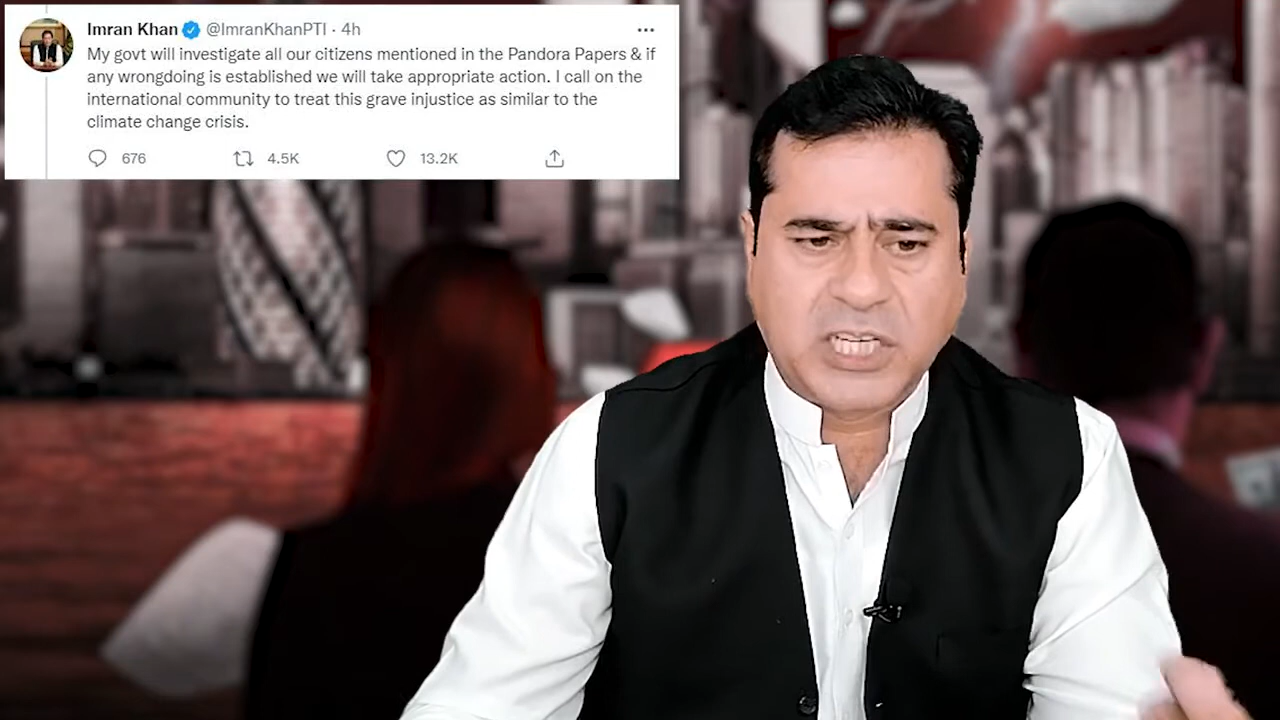 Imran Khan @ImranKhanPTI · 4h
My govt will investigate all our citizens mentioned in the Pandora Papers & if
any wrongdoing is established we will take appropriate action. I call on the
international community to treat this grave injustice as similar to the
climate change crisis.
676 4.5K 13.2K